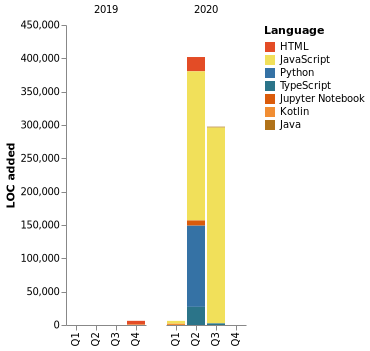 2019
2020
LOC added
450,000
400,000
350,000
300,000
250,000
200,000
150,000
100,000
50,000
0
Q1
Q2
Q3
Q4
Q1
Q2
Q3
Q4
Language
HTML
JavaScript
Python
TypeScript
Jupyter Notebook
Kotlin
Java